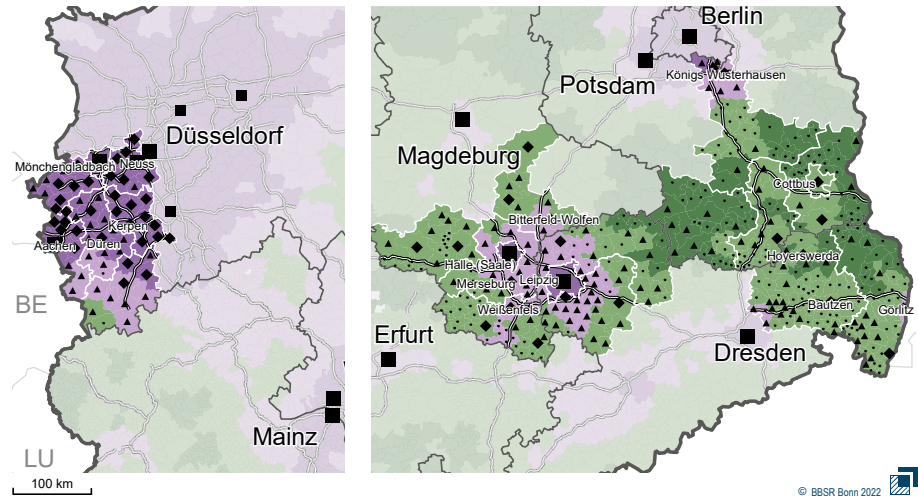 Berlin
Königs-Wusterhausen
Potsdam
Düsseldorf
Magdeburg
Mönchengladbach
Neuss
Cottbus
Bitterfeld-Wolfen
Kerpen
Aachen
Düren
Hoyerswerda
Halle (Saale)
Merseburg
Leipzig
BE
Weißenfels
Bautzen
Görlitz
Erfurt
Dresden
Mainz
LU
100 km
© BBSR Bonn 2022